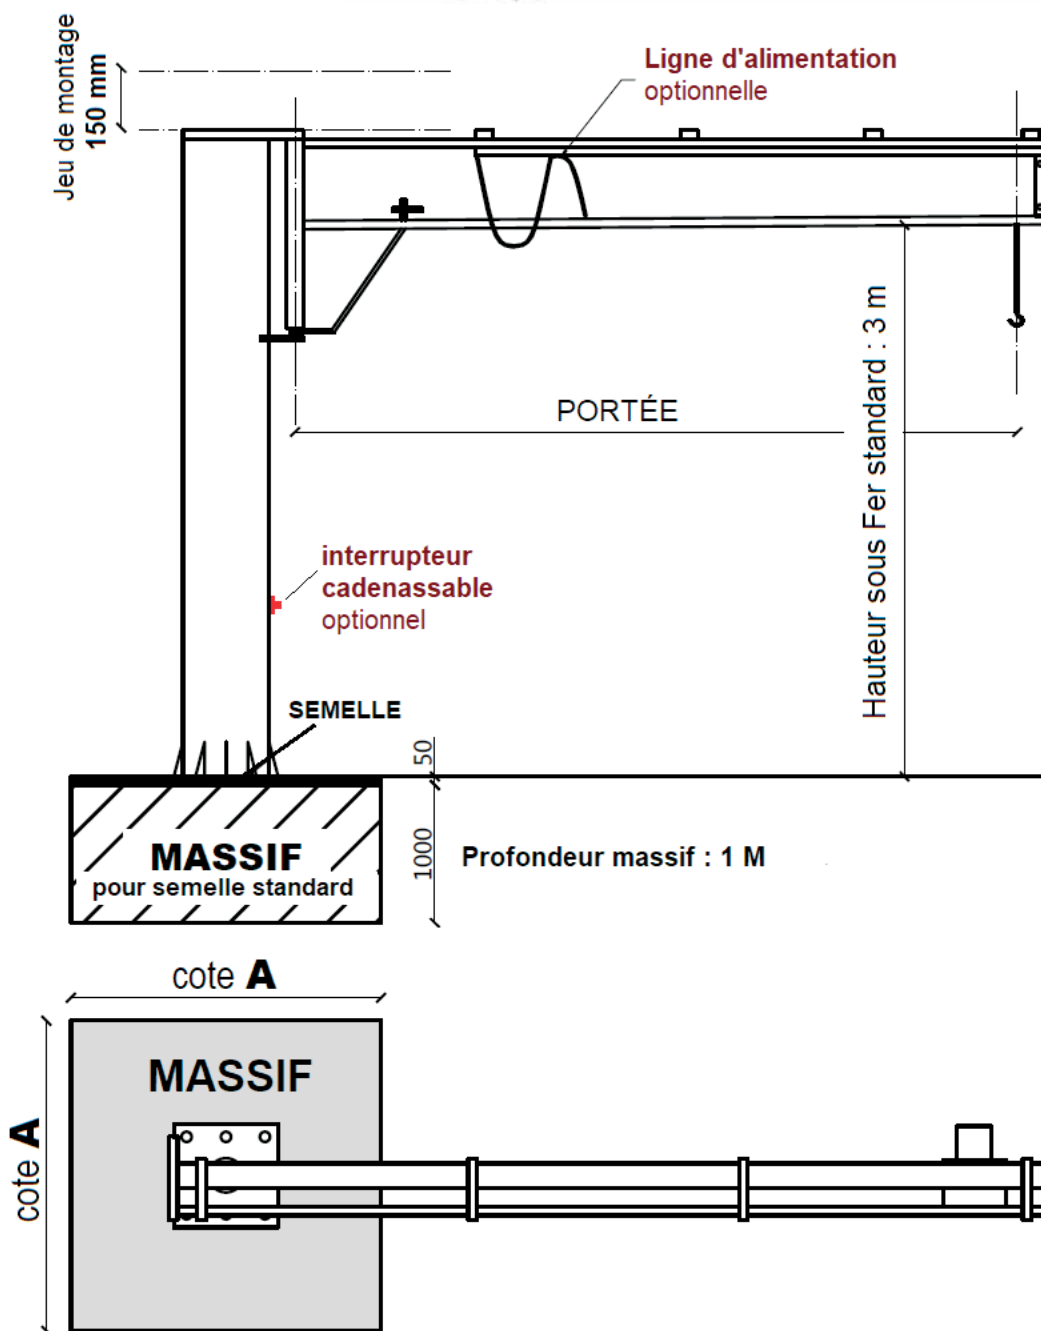 Jeu de montage
150 mm
Ligne d'alimentation
optionnelle
PORTÉE
Hauteur sous Fer standard : 3 m
interrupteur
cadenassable
optionnel
SEMELLE
50
1000
MASSIF
pour semelle standard
Profondeur massif : 1 M
cote A
cote A
MASSIF